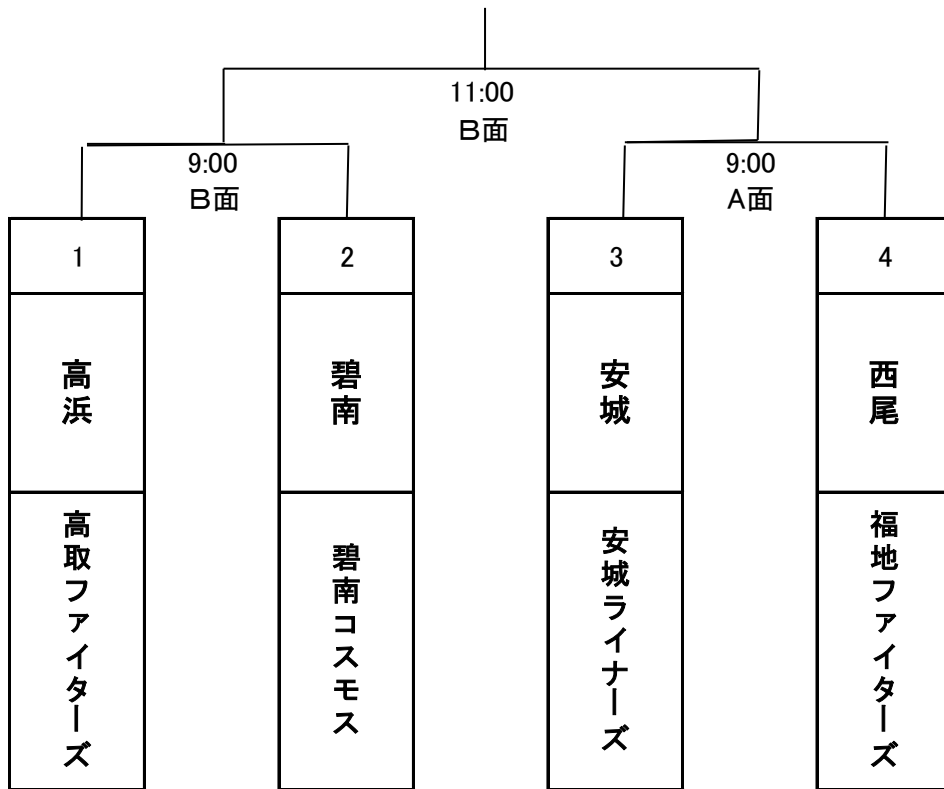 11:00
B面
9:00
B面
9:00
A面
1
2
3
4
高浜
碧南
安城
西尾
高取ファイターズ
碧南コスモス
安城ライナーズ
福地ファイターズ